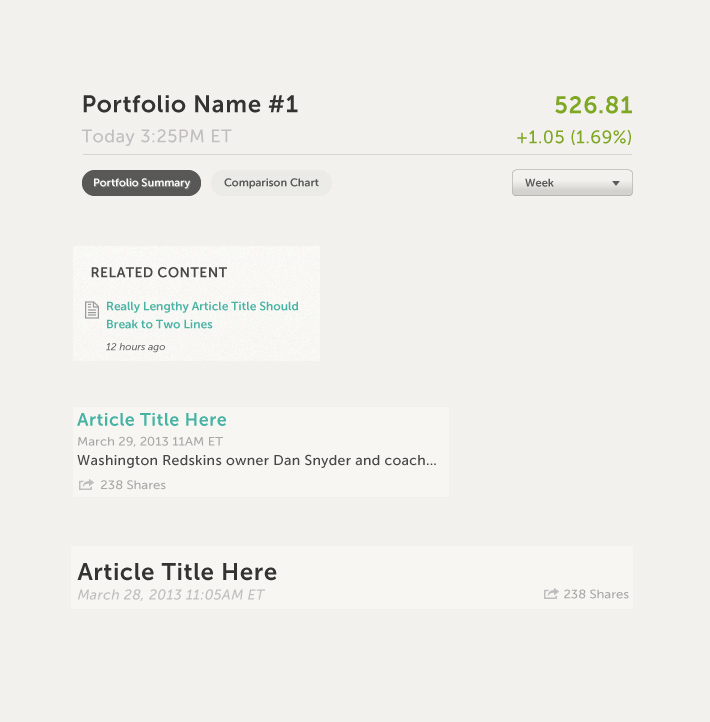 Portfolio Name #1
526.81
Today 3:25PM ET
+1.05 (1.69%)
Portfolio Summary
Comparison Chart
Week
RELATED CONTENT
Really Lengthy Article Title Should
Break to Two Lines
12 hours ago
Article Title Here
March 29, 2013 11AM ET
Washington Redskins owner Dan Snyder and coach...
238 Shares
Article Title Here
March 28, 2013 11:05AM ET
238 Shares